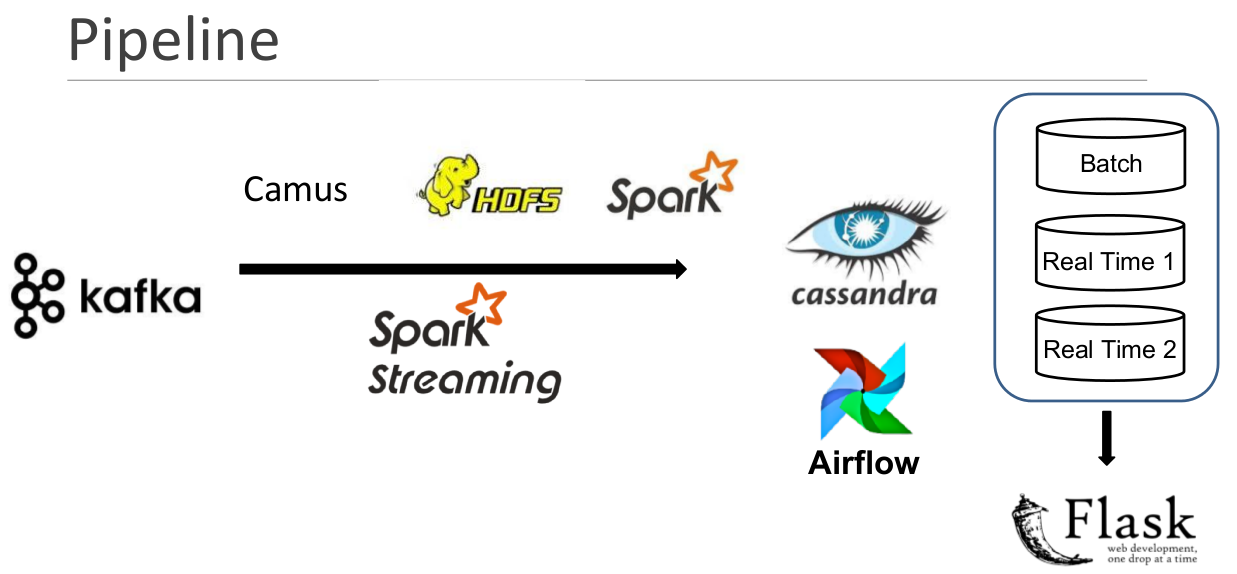 Pipeline
Camus
HDFS
Spark
kafka
Spark
Streaming
cassandra
Airflow
Batch
Real Time 1
Real Time 2
Flask
web development,
one drop at a time